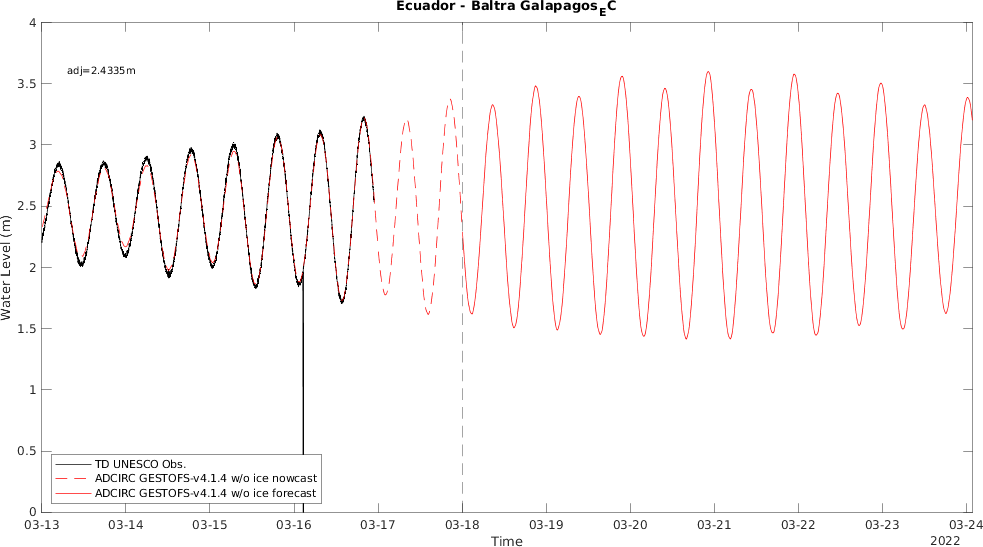 Ecuador - Baltra Galapagos_EC
4
3.5
3
2.5
2
1.5
1
0.5
0
Water Level (m)
adj=2.4335m
TD UNESCO Obs.
ADCIRC GESTOFS-v4.1.4 w/o ice nowcast
ADCIRC GESTOFS-v4.1.4 w/o ice forecast
03-13 03-14 03-15 03-16 03-17 03-18 03-19 03-20 03-21 03-22 03-23 03-24
Time
2022